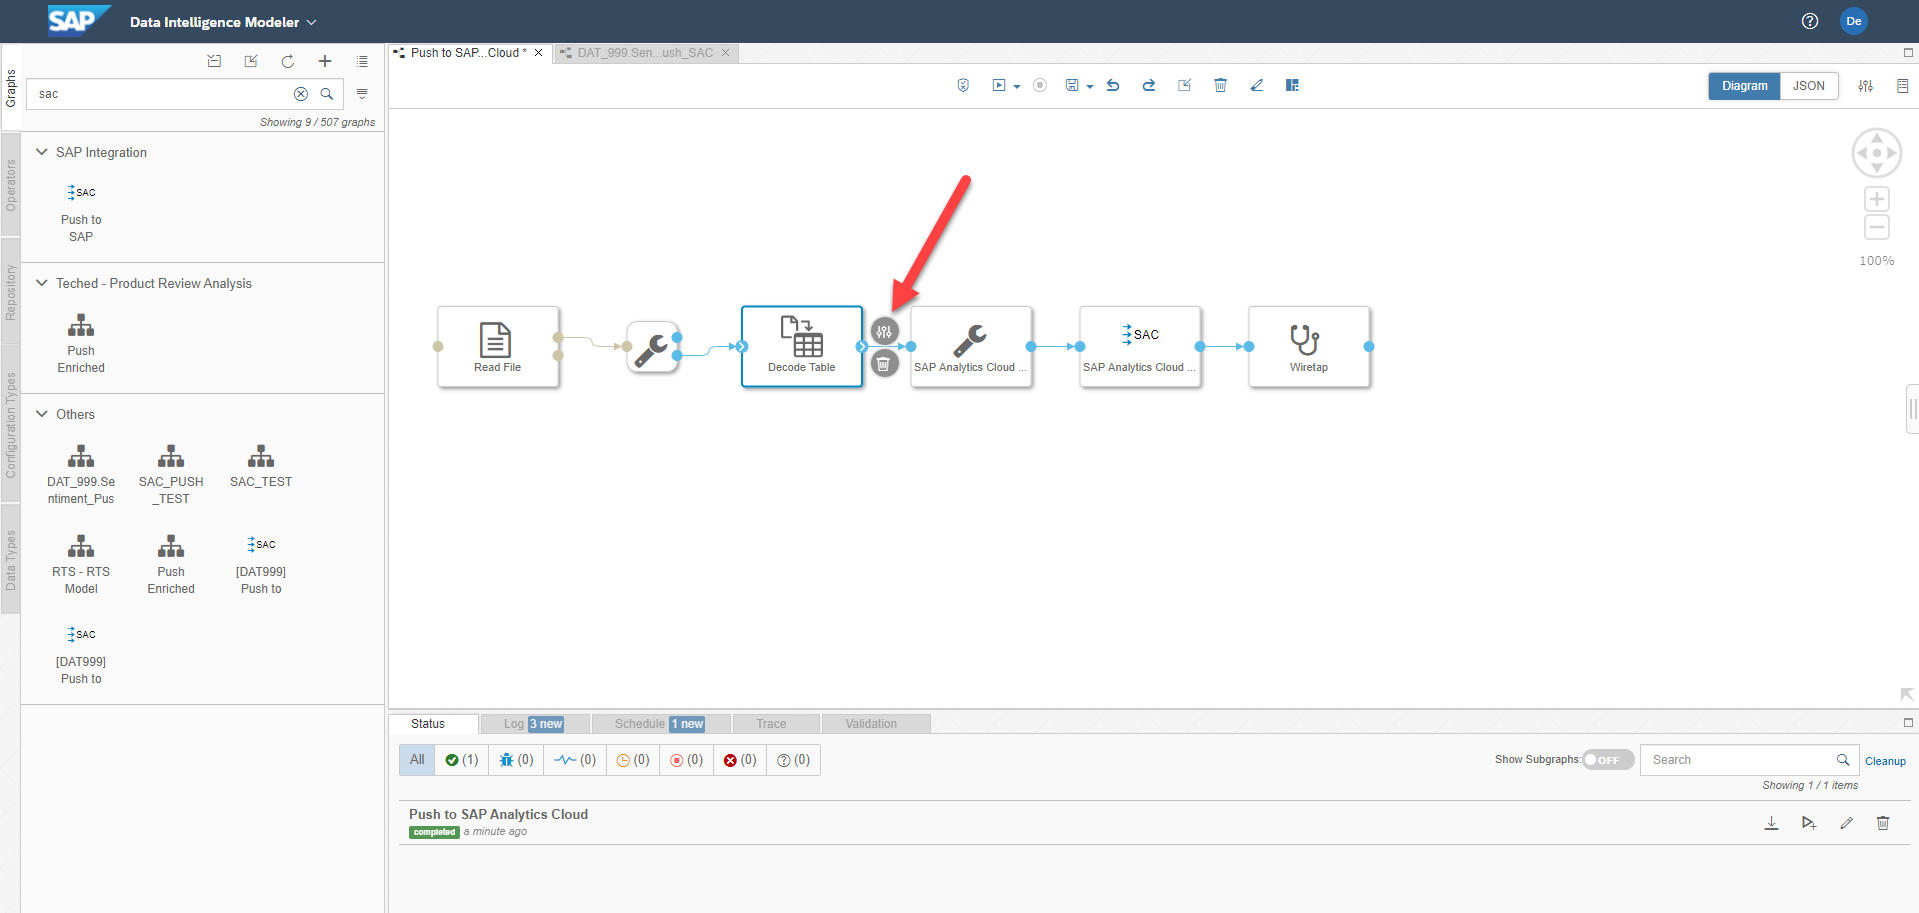 SAP Data Intelligence Modeler
De
Graphs
Operators
Repository
Configuration Types
Data Types
sac
Showing 9 / 507 graphs
SAP Integration
SAC
Push to
SAP
Teched - Product Review Analysis
Push
Enriched
Others
DAT_999.Se
ntiment_Pus
SAC_PUSH
_TEST
SAC_TEST
RTS - RTS
Model
Push
Enriched
SAC
[DAT999]
Push to
SAC
[DAT999]
Push to
Push to SAP...Cloud *
DAT_999.Sen...ush_SAC
Diagram
JSON
100%
Read File
Decode Table
SAP Analytics Cloud ...
SAC
SAP Analytics Cloud ...
Wiretap
Status
Log 3 new
Schedule 1 new
Trace
Validation
All (1) (0) (0) (0) (0) (0) (0)
Show Subgraphs: OFF
Search
Cleanup
Showing 1 / 1 items
Push to SAP Analytics Cloud
completed a minute ago